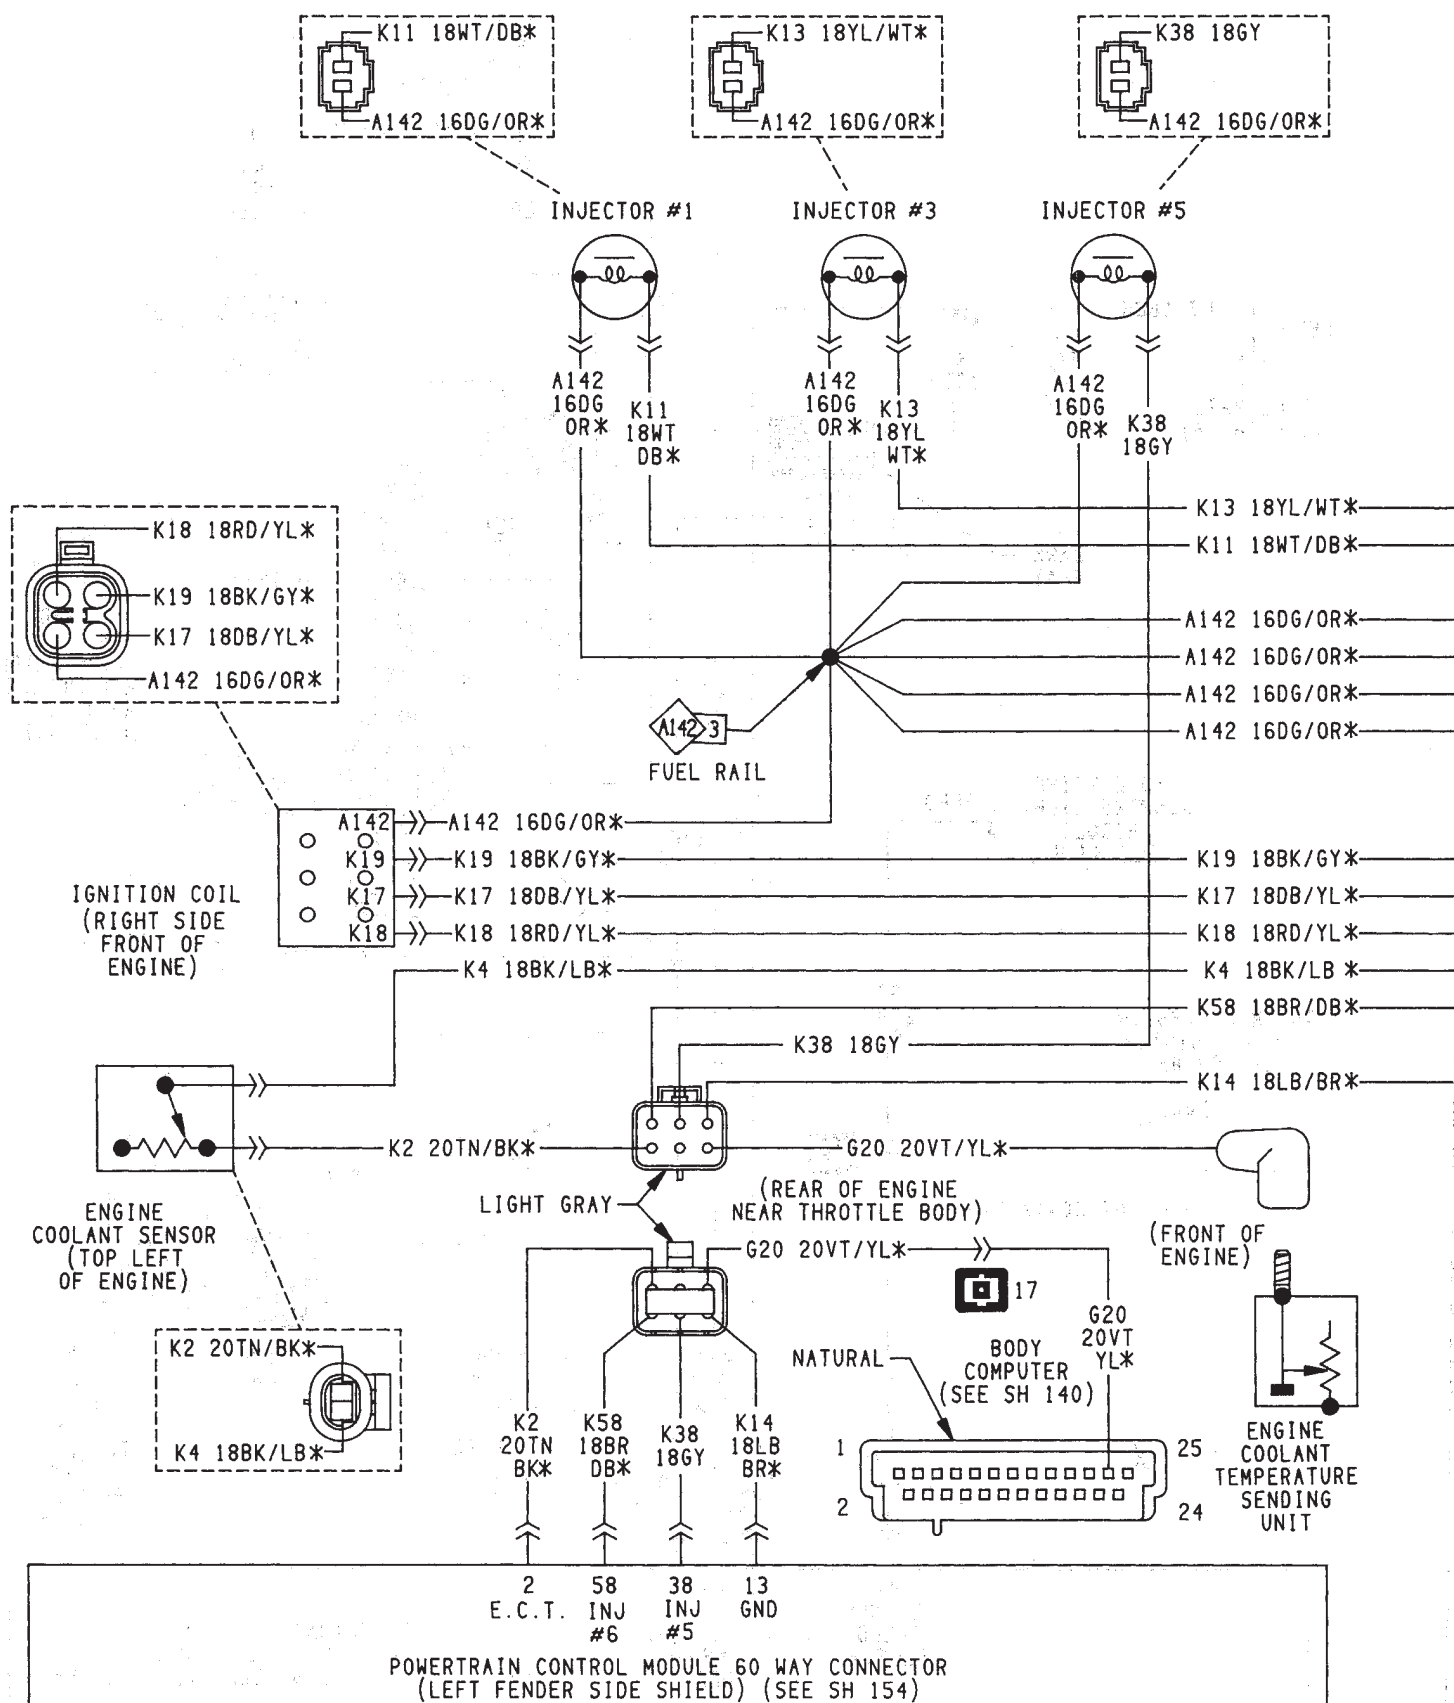 K11 18WT/DB*
A142 16DG/OR*
K13 18YL/WT*
A142 16DG/OR*
K38 18GY
A142 16DG/OR*
INJECTOR #1
INJECTOR #3
INJECTOR #5
A142
16DG
OR*
K11
18WT
DB*
A142
16DG
OR*
K13
18YL
WT*
A142
16DG
OR*
K38
18GY
K13 18YL/WT*
K11 18WT/DB*
K18 18RD/YL*
K19 18BK/GY*
K17 18DB/YL*
A142 16DG/OR*
A142 16DG/OR*
A142 16DG/OR*
A142 16DG/OR*
A142 16DG/OR*
A142 3
FUEL RAIL
IGNITION COIL
(RIGHT SIDE
FRONT OF
ENGINE)
A142
K19
K17
K18
A142 16DG/OR*
K19 18BK/GY*
K17 18DB/YL*
K18 18RD/YL*
K4 18BK/LB*
K19 18BK/GY*
K17 18DB/YL*
K18 18RD/YL*
K4 18BK/LB *
K58 18BR/DB*
K38 18GY
K14 18LB/BR*
K2 20TN/BK*
G20 20VT/YL*
LIGHT GRAY
(REAR OF ENGINE
NEAR THROTTLE BODY)
ENGINE
COOLANT SENSOR
(TOP LEFT
OF ENGINE)
G20 20VT/YL*
17
(FRONT OF
ENGINE)
K2 20TN/BK*
K4 18BK/LB*
NATURAL
BODY
COMPUTER
(SEE SH 140)
G20
20VT
YL*
K2
20TN
BK*
K58
18BR
DB*
K38
18GY
K14
18LB
BR*
1
25
2
24
ENGINE
COOLANT
TEMPERATURE
SENDING
UNIT
2
E.C.T.
58
INJ
#6
38
INJ
#5
13
GND
POWERTRAIN CONTROL MODULE 60 WAY CONNECTOR
(LEFT FENDER SIDE SHIELD) (SEE SH 154)